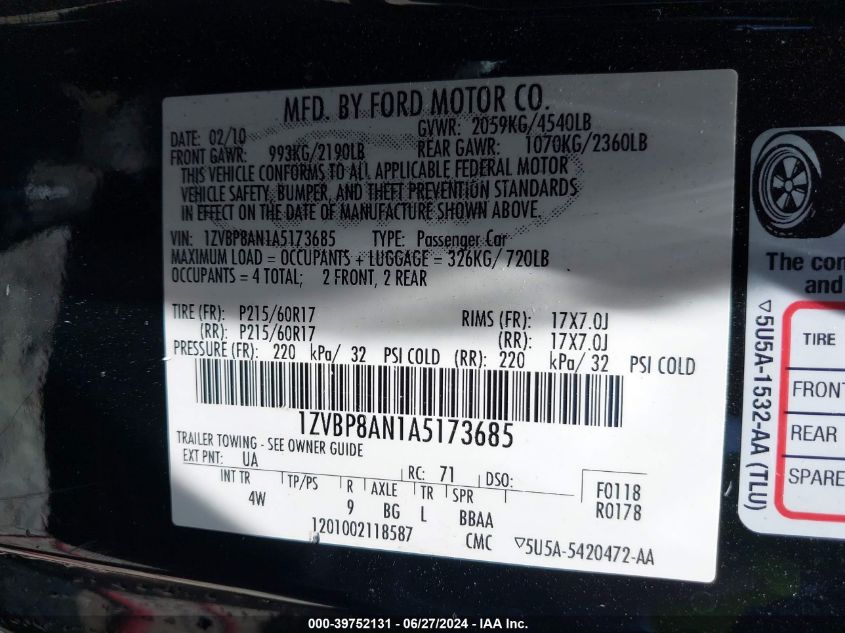 MFD. BY FORD MOTOR CO.
DATE: 02/10 GVWR: 2059KG/4540LB
FRONT GAWR: 993KG/2190LB REAR GAWR: 1070KG/2360LB
THIS VEHICLE CONFORMS TO ALL APPLICABLE FEDERAL MOTOR
VEHICLE SAFETY, BUMPER, AND THEFT PREVENTION STANDARDS
IN EFFECT ON THE DATE OF MANUFACTURE SHOWN ABOVE.
VIN: 1ZVBP8AN1A5173685 TYPE: Passenger Car
MAXIMUM LOAD = OCCUPANTS + LUGGAGE = 326KG/720LB
OCCUPANTS = 4 TOTAL; 2 FRONT, 2 REAR
TIRE (FR): P215/60R17 RIMS (FR): 17X7.0J
(RR): P215/60R17 (RR): 17X7.0J
PRESSURE (FR): 220 kPa/ 32 PSI COLD (RR): 220 kPa/ 32 PSI COLD
1ZVBP8AN1A5173685
TRAILER TOWING - SEE OWNER GUIDE
EXT PNT: UA RC: 71 DSO:
INT TR TP/PS R AXLE TR SPR F0118
4W 9 BG L BBAA R0178
1201002118587 CMC ▽5U5A-5420472-AA
The con
and
▽5U5A-1532-AA (TLU)
TIRE
FRONT
REAR
SPARE
000-39752131 - 06/27/2024 - IAA Inc.